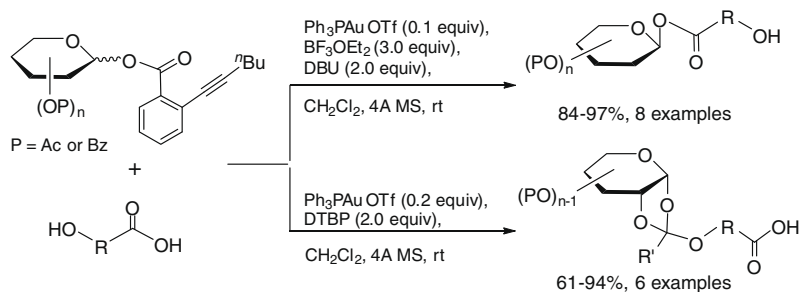 Ph3PAu OTf (0.1 equiv),
BF3OEt2 (3.0 equiv),
DBU (2.0 equiv),
CH2Cl2, 4A MS, rt
O
O
O
Bu
(OP)n
P = Ac or Bz
+
HO
R
O
OH
(PO)n
O
O
O
R
OH
84-97%, 8 examples
Ph3PAu OTf (0.2 equiv),
DTBP (2.0 equiv),
CH2Cl2, 4A MS, rt
(PO)n-1
O
O
O
O
R'
R
O
OH
61-94%, 6 examples